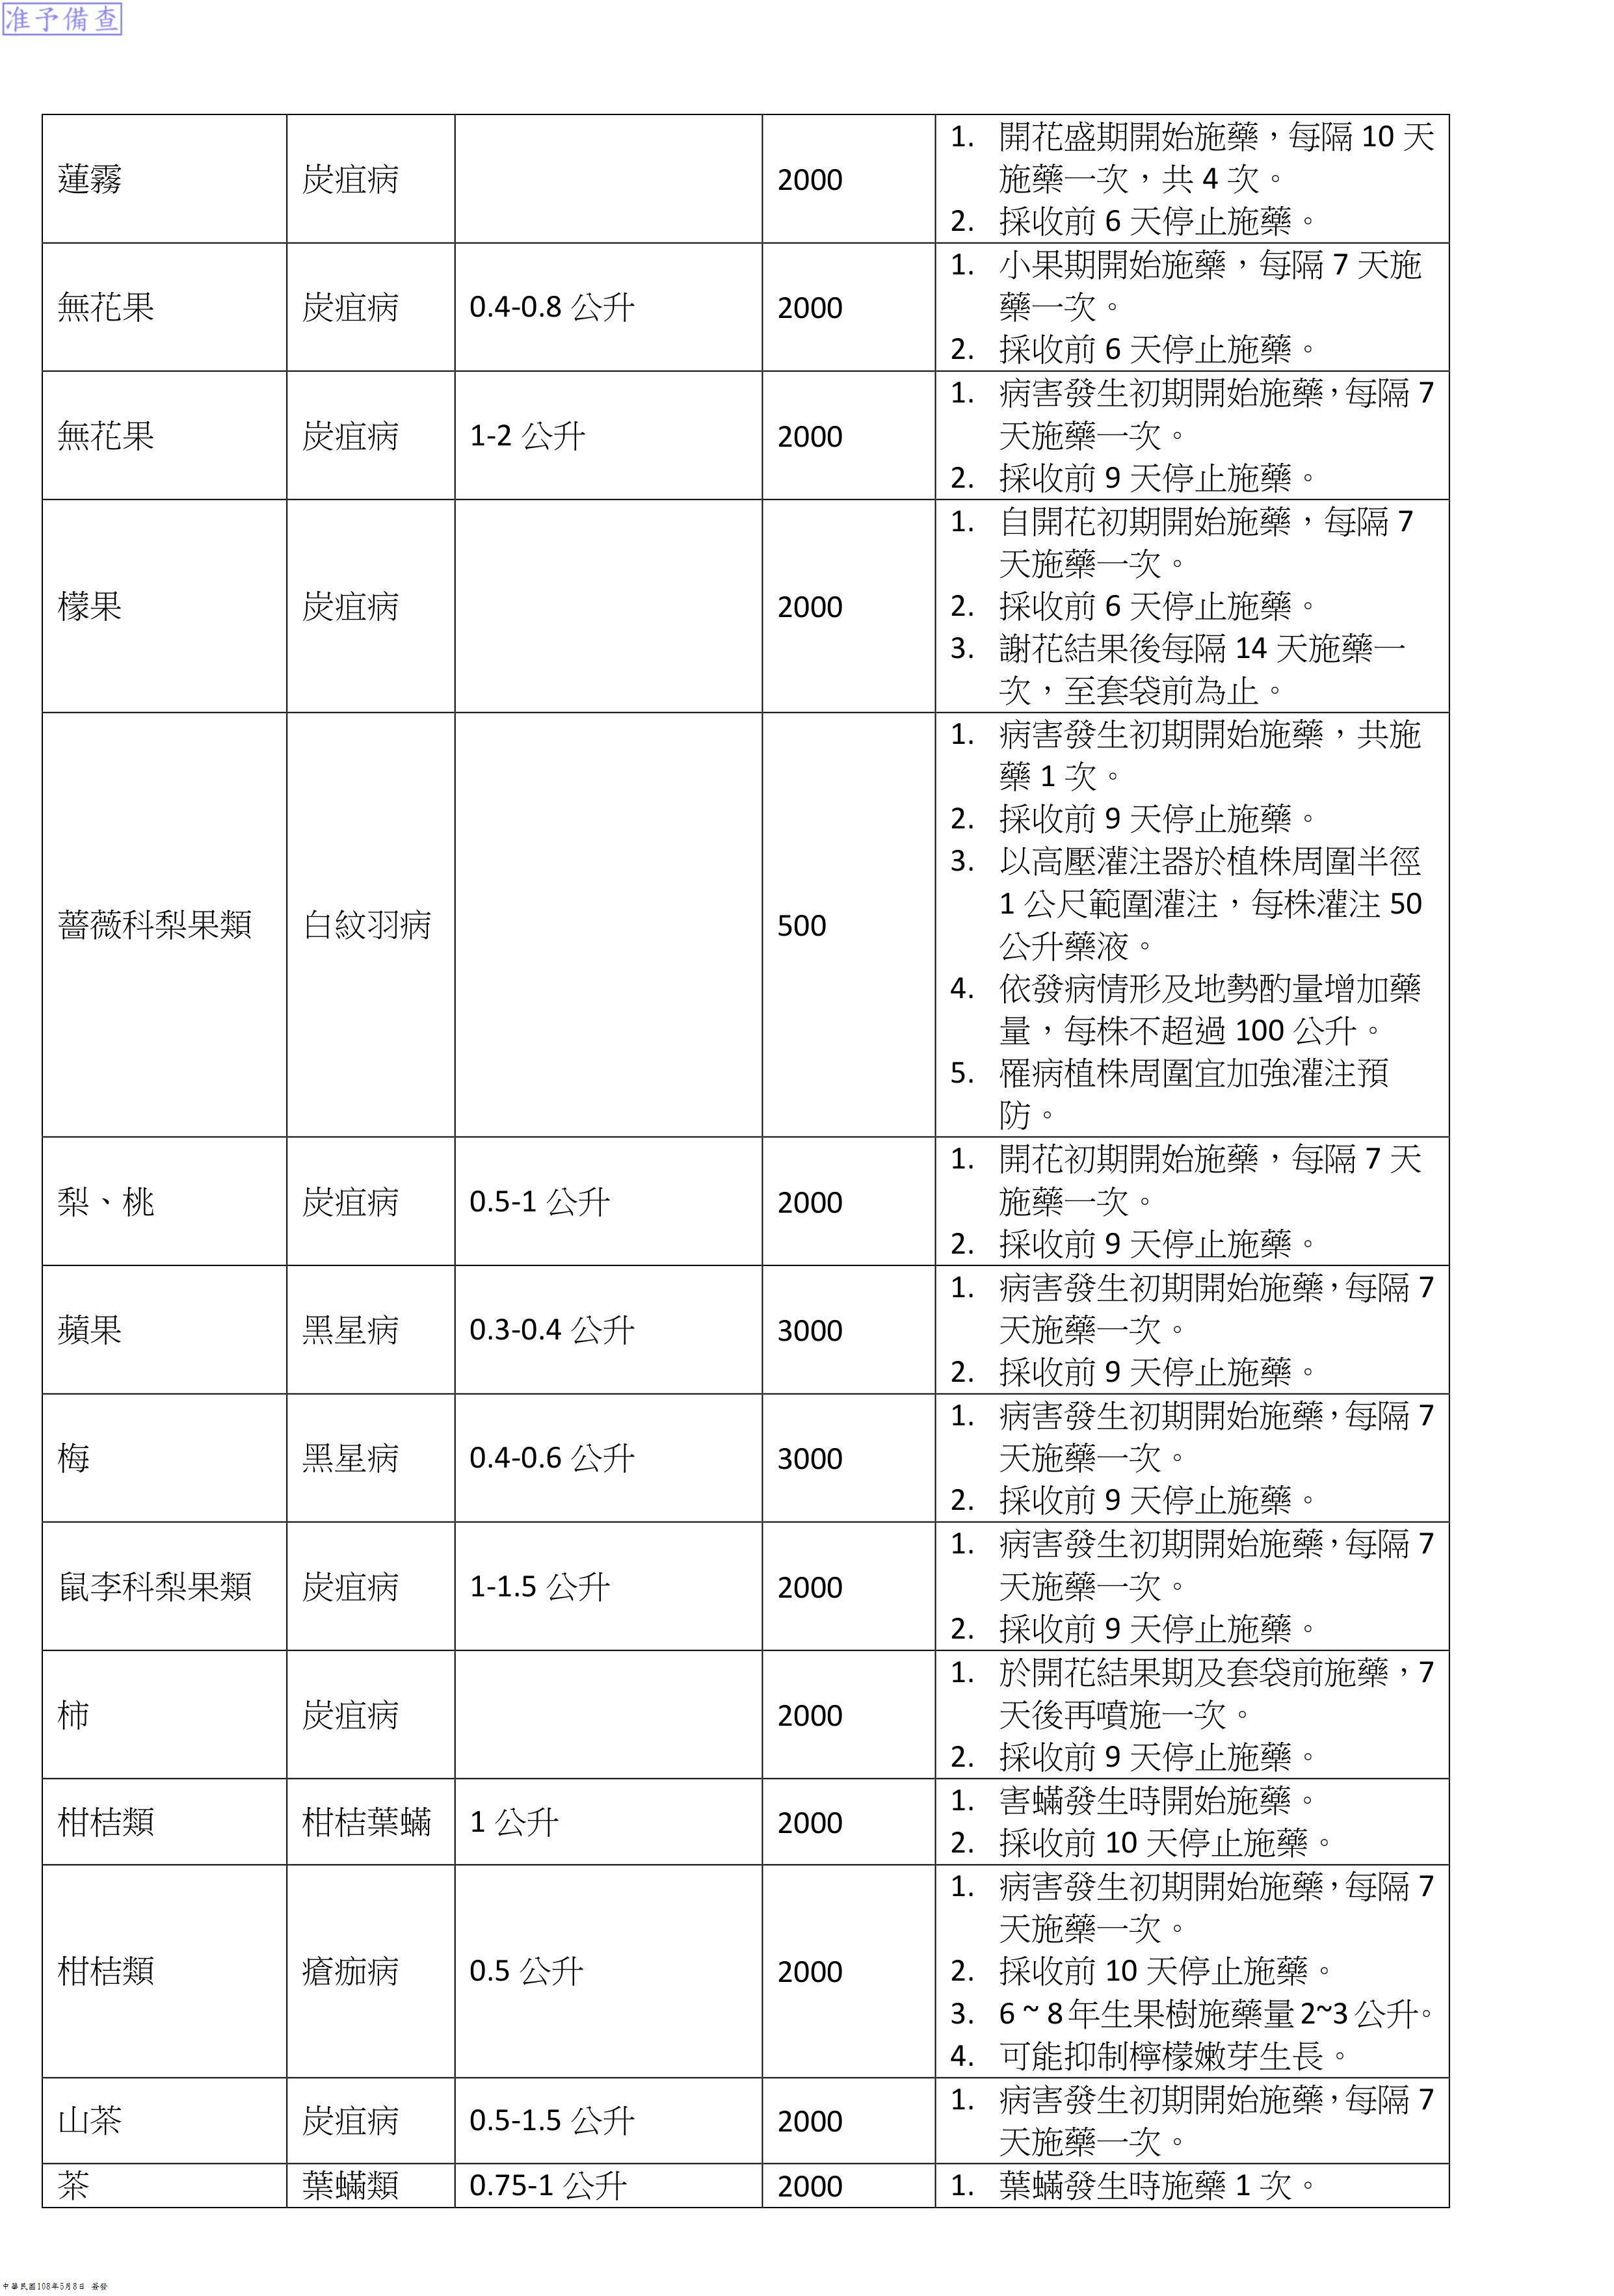 准予備查
蓮霧 炭疽病 2000
1. 開花盛期開始施藥，每隔 10 天
施藥一次，共 4 次。
2. 採收前 6 天停止施藥。
無花果 炭疽病 0.4-0.8 公升 2000
1. 小果期開始施藥，每隔 7 天施
藥一次。
2. 採收前 6 天停止施藥。
無花果 炭疽病 1-2 公升 2000
1. 病害發生初期開始施藥，每隔 7
天施藥一次。
2. 採收前 9 天停止施藥。
檬果 炭疽病 2000
1. 自開花初期開始施藥，每隔 7
天施藥一次。
2. 採收前 6 天停止施藥。
3. 謝花結果後每隔 14 天施藥一
次，至套袋前為止。
薔薇科梨果類 白紋羽病 500
1. 病害發生初期開始施藥，共施
藥 1 次。
2. 採收前 9 天停止施藥。
3. 以高壓灌注器於植株周圍半徑
1 公尺範圍灌注，每株灌注 50
公升藥液。
4. 依發病情形及地勢酌量增加藥
量，每株不超過 100 公升。
5. 罹病植株周圍宜加強灌注預
防。
梨、桃 炭疽病 0.5-1 公升 2000
1. 開花初期開始施藥，每隔 7 天
施藥一次。
2. 採收前 9 天停止施藥。
蘋果 黑星病 0.3-0.4 公升 3000
1. 病害發生初期開始施藥，每隔 7
天施藥一次。
2. 採收前 9 天停止施藥。
梅 黑星病 0.4-0.6 公升 3000
1. 病害發生初期開始施藥，每隔 7
天施藥一次。
2. 採收前 9 天停止施藥。
鼠李科梨果類 炭疽病 1-1.5 公升 2000
1. 病害發生初期開始施藥，每隔 7
天施藥一次。
2. 採收前 9 天停止施藥。
柿 炭疽病 2000
1. 於開花結果期及套袋前施藥，7
天後再噴施一次。
2. 採收前 9 天停止施藥。
柑桔類 柑桔葉蟎 1 公升 2000
1. 害蟎發生時開始施藥。
2. 採收前 10 天停止施藥。
柑桔類 瘡痂病 0.5 公升 2000
1. 病害發生初期開始施藥，每隔 7
天施藥一次。
2. 採收前 10 天停止施藥。
3. 6 ~ 8 年生果樹施藥量 2~3 公升。
4. 可能抑制檸檬嫩芽生長。
山茶 炭疽病 0.5-1.5 公升 2000
1. 病害發生初期開始施藥，每隔 7
天施藥一次。
茶 葉蟎類 0.75-1 公升 2000
1. 葉蟎發生時施藥 1 次。
中華民國108年5月8日 簽發